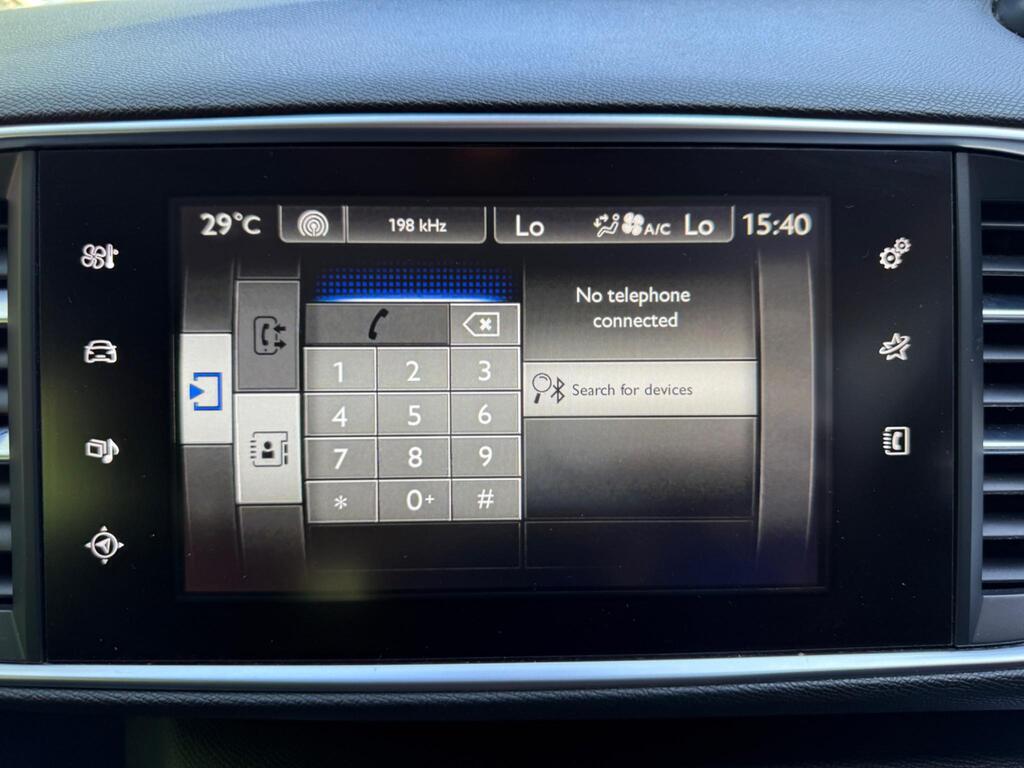 29°C 198 kHz Lo A/C Lo 15:40
No telephone
connected
1 2 3
Search for devices
4 5 6
7 8 9
* 0+ #